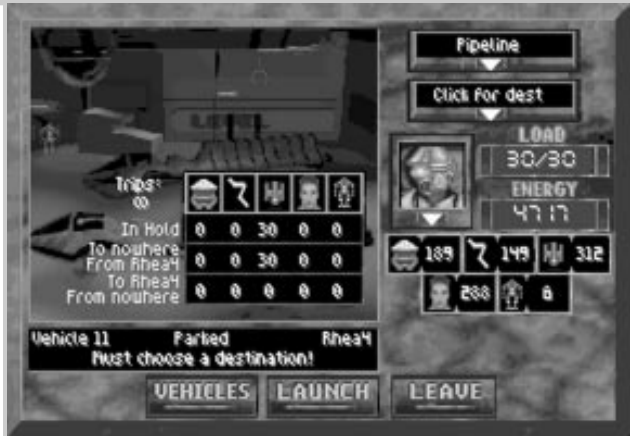 Pipeline
Click for dest
LOAD
30/30
ENERGY
4717
Trips:
∞
In Hold 0 0 30 0 0
To nowhere
From Rhea4 0 0 30 0 0
To Rhea4
From nowhere 0 0 0 0 0
189 149 312
288
Vehicle 11 Parked Rhea4
Must choose a destination!
VEHICLES LAUNCH LEAVE